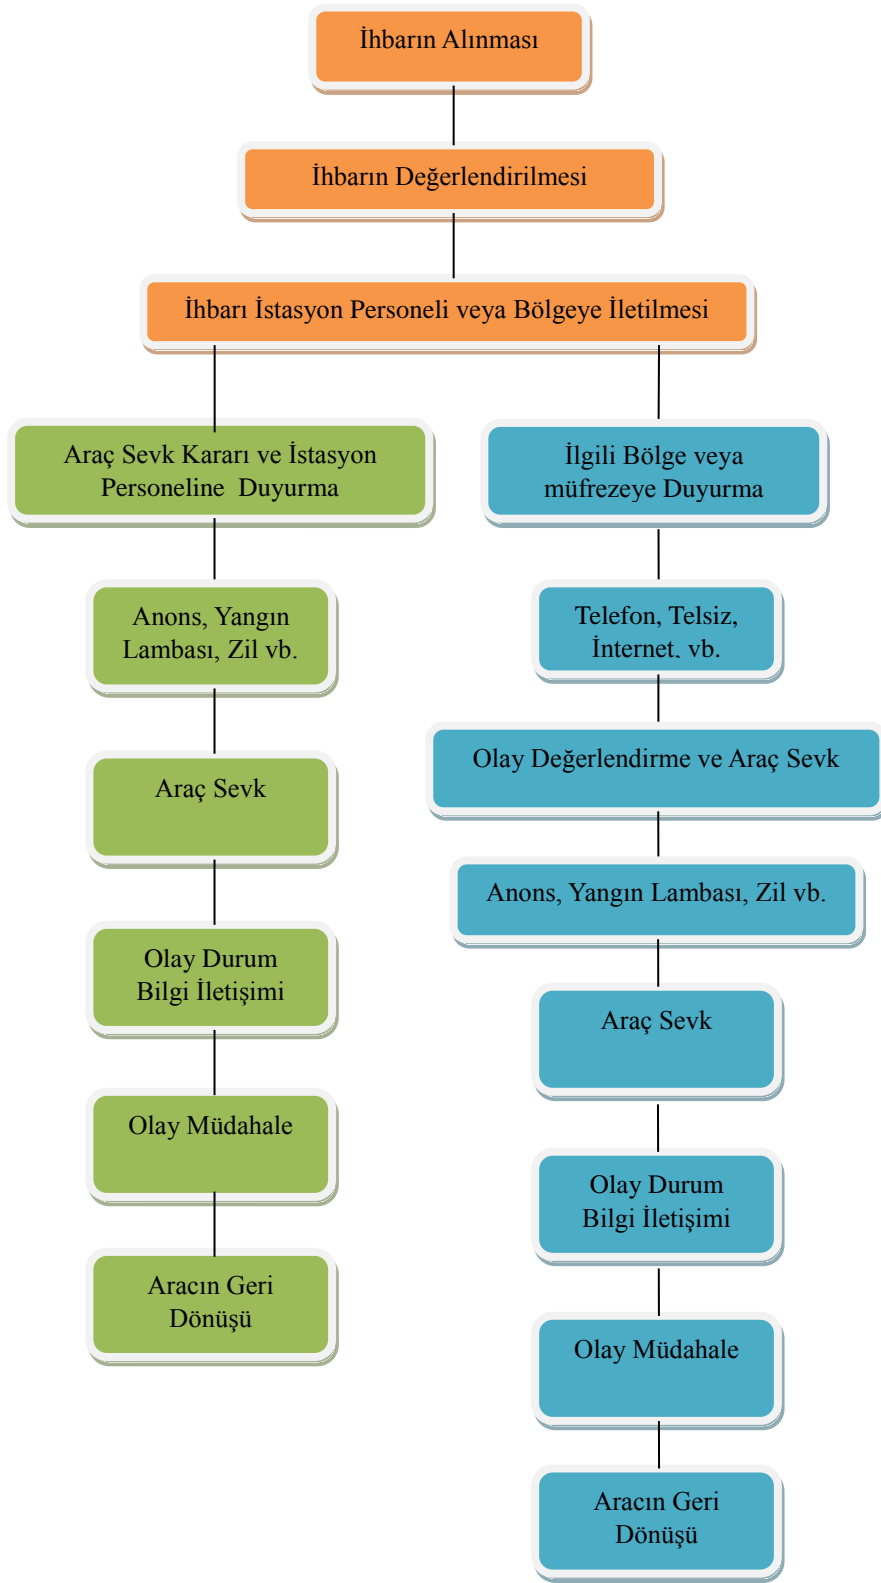 İhbarın Alınması
İhbarın Değerlendirilmesi
İhbarı İstasyon Personeli veya Bölgeye İletilmesi
Araç Sevk Kararı ve İstasyon
Personeline Duyurma
Anons, Yangın
Lambası, Zil vb.
Araç Sevk
Olay Durum
Bilgi İletişimi
Olay Müdahale
Aracın Geri
Dönüşü
İlgili Bölge veya
müfrezeye Duyurma
Telefon, Telsiz,
İnternet, vb.
Olay Değerlendirme ve Araç Sevk
Anons, Yangın Lambası, Zil vb.
Araç Sevk
Olay Durum
Bilgi İletişimi
Olay Müdahale
Aracın Geri
Dönüşü